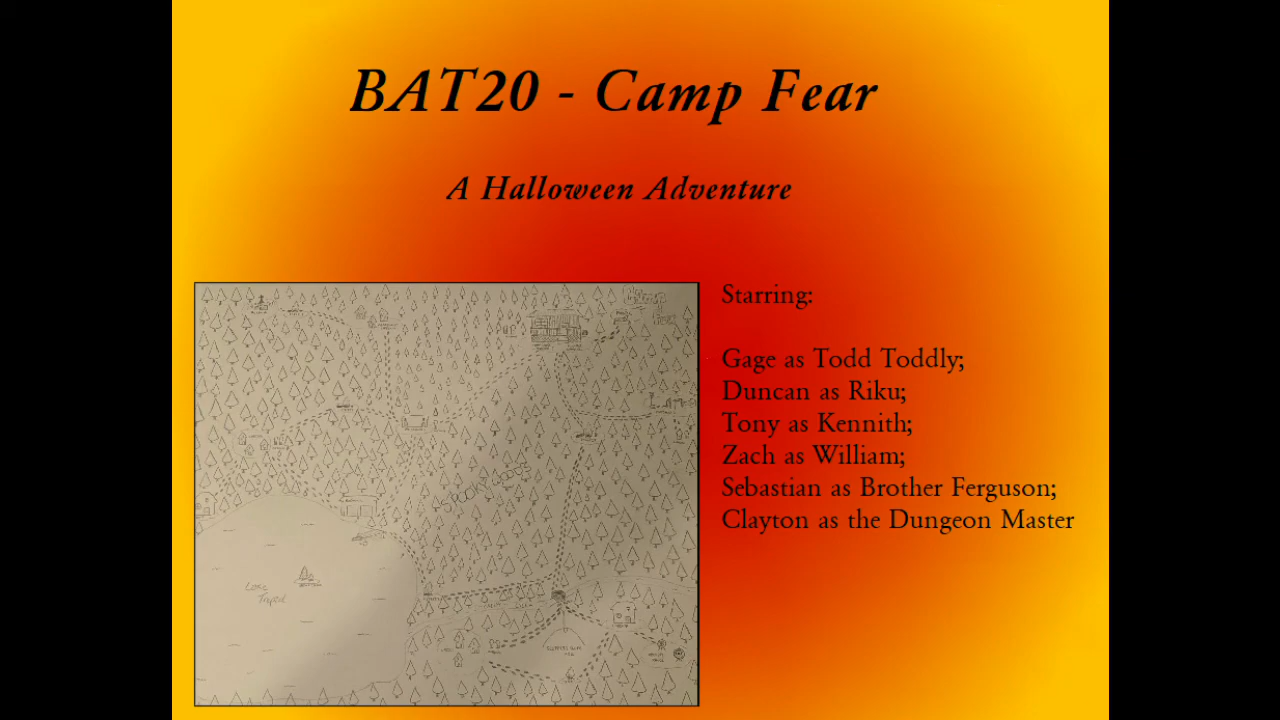 BAT20 - Camp Fear
A Halloween Adventure
Starring:
Gage as Todd Toddly;
Duncan as Riku;
Tony as Kennith;
Zach as William;
Sebastian as Brother Ferguson;
Clayton as the Dungeon Master
Lake